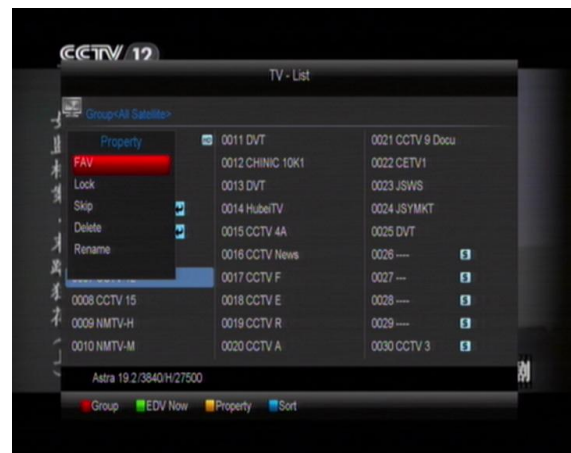 CCTV 12
TV - List
Group<All Satellite>
Property
FAV
Lock
Skip
Delete
Rename
0008 CCTV 15
0009 NMTV-H
0010 NMTV-M
HD
0011 DVT
0012 CHINIC 10K1
0013 DVT
0014 HubeiTV
0015 CCTV 4A
0016 CCTV News
0017 CCTV F
0018 CCTV E
0019 CCTV R
0020 CCTV A
0021 CCTV 9 Docu
0022 CETV1
0023 JSWS
0024 JSYMKT
0025 DVT
0026 ---- $
0027 ---- $
0028 ---- $
0029 ---- $
0030 CCTV 3 $
Astra 19.2/3840/H/27500
Group EDV Now Property Sort
剧